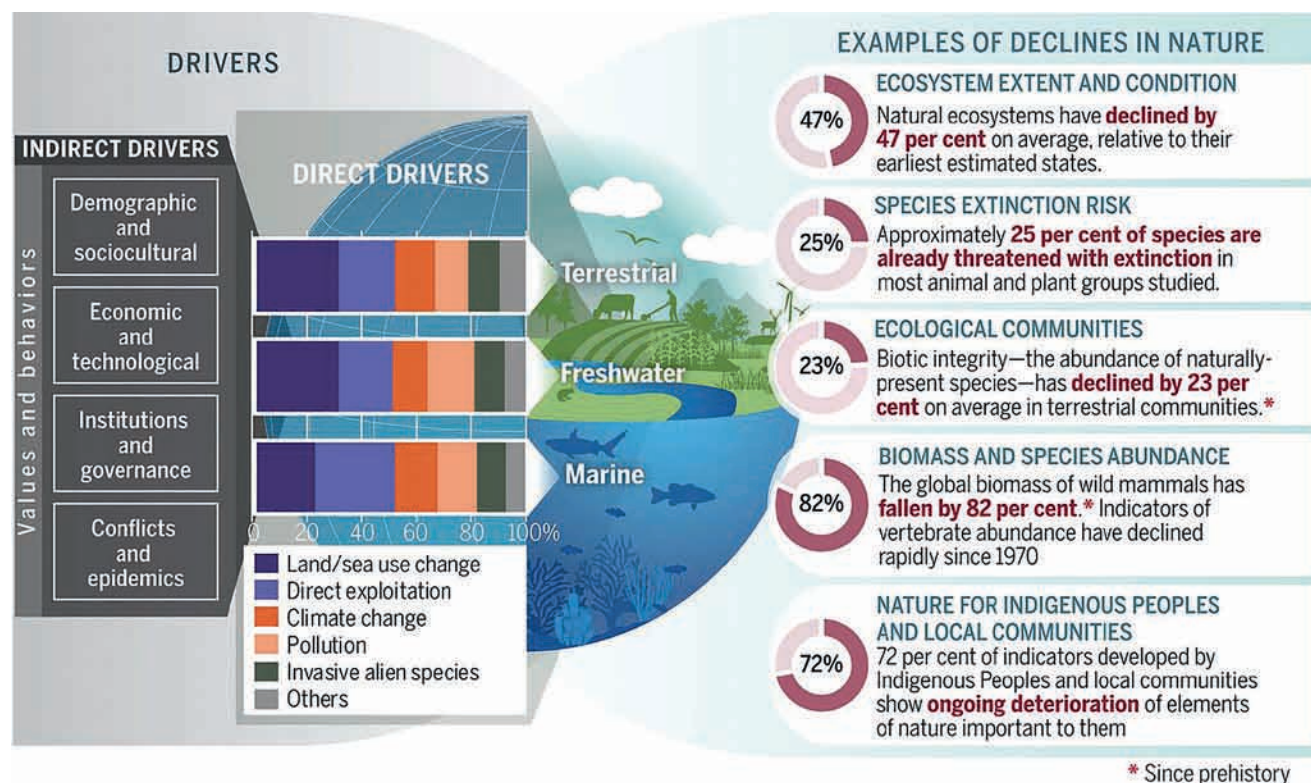 DRIVERS
INDIRECT DRIVERS
Values and behaviors
Demographic
and
sociocultural
Economic
and
technological
Institutions
and
governance
Conflicts
and
epidemics
DIRECT DRIVERS
Terrestrial
Freshwater
Marine
0 20 40 60 80 100%
Land/sea use change
Direct exploitation
Climate change
Pollution
Invasive alien species
Others
EXAMPLES OF DECLINES IN NATURE
47%
ECOSYSTEM EXTENT AND CONDITION
Natural ecosystems have declined by
47 per cent on average, relative to their
earliest estimated states.
25%
SPECIES EXTINCTION RISK
Approximately 25 per cent of species are
already threatened with extinction in
most animal and plant groups studied.
23%
ECOLOGICAL COMMUNITIES
Biotic integrity—the abundance of naturally-
present species—has declined by 23 per
cent on average in terrestrial communities.*
82%
BIOMASS AND SPECIES ABUNDANCE
The global biomass of wild mammals has
fallen by 82 per cent.* Indicators of
vertebrate abundance have declined
rapidly since 1970
72%
NATURE FOR INDIGENOUS PEOPLES
AND LOCAL COMMUNITIES
72 per cent of indicators developed by
Indigenous Peoples and local communities
show ongoing deterioration of elements
of nature important to them
* Since prehistory